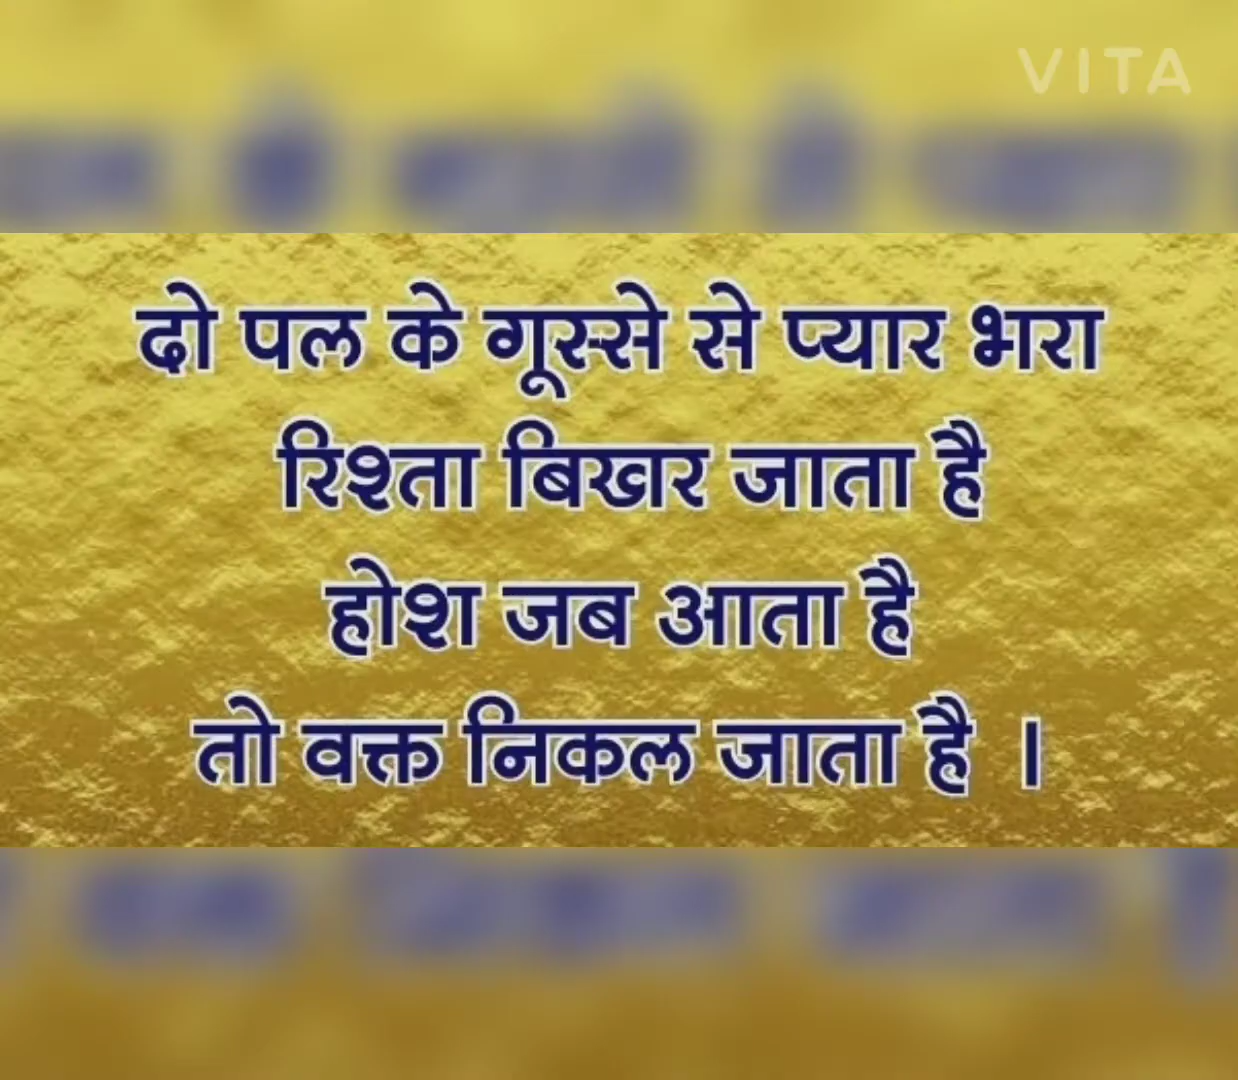 VITA
दो पल के गूस्से से प्यार भरा
रिश्ता बिखर जाता है
होश जब आता है
तो वक्त निकल जाता है ।